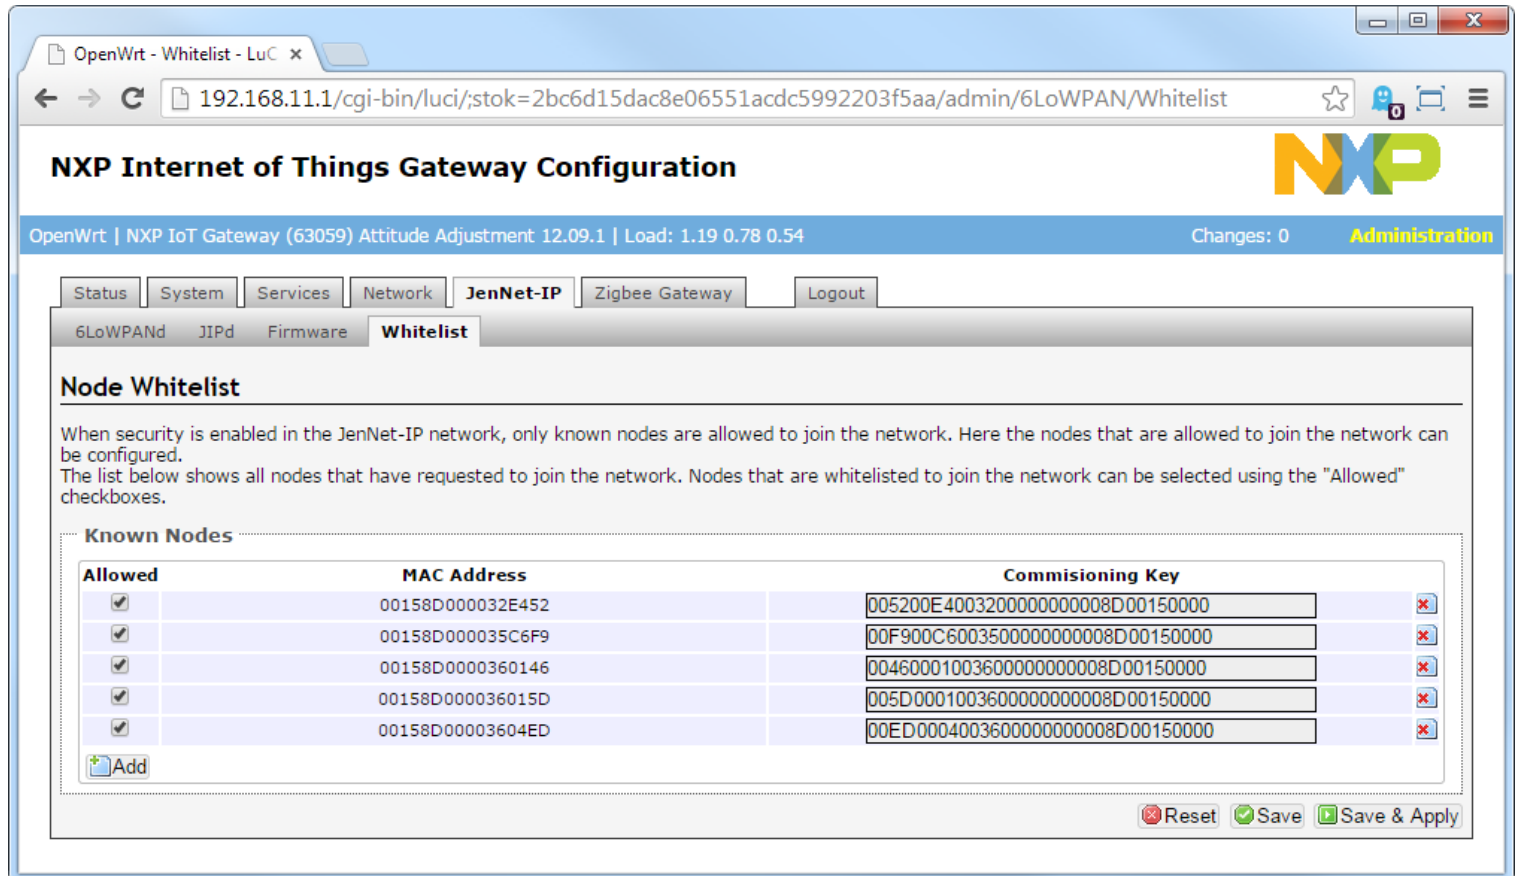 OpenWrt - Whitelist - LuC
192.168.11.1/cgi-bin/luci/;stok=2bc6d15dac8e06551acdc5992203f5aa/admin/6LoWPAN/Whitelist
0
NXP Internet of Things Gateway Configuration
NXP
OpenWrt | NXP IoT Gateway (63059) Attitude Adjustment 12.09.1 | Load: 1.19 0.78 0.54 Changes: 0 Administration
Status System Services Network JenNet-IP Zigbee Gateway Logout
6LoWPANd JIPd Firmware Whitelist
Node Whitelist
When security is enabled in the JenNet-IP network, only known nodes are allowed to join the network. Here the nodes that are allowed to join the network can
be configured.
The list below shows all nodes that have requested to join the network. Nodes that are whitelisted to join the network can be selected using the "Allowed"
checkboxes.
Known Nodes
Allowed MAC Address Commisioning Key
00158D000032E452 005200E4003200000000008D00150000
00158D000035C6F9 00F900C6003500000000008D00150000
00158D0000360146 00460001003600000000008D00150000
00158D000036015D 005D0001003600000000008D00150000
00158D00003604ED 00ED0004003600000000008D00150000
Add
Reset Save Save & Apply